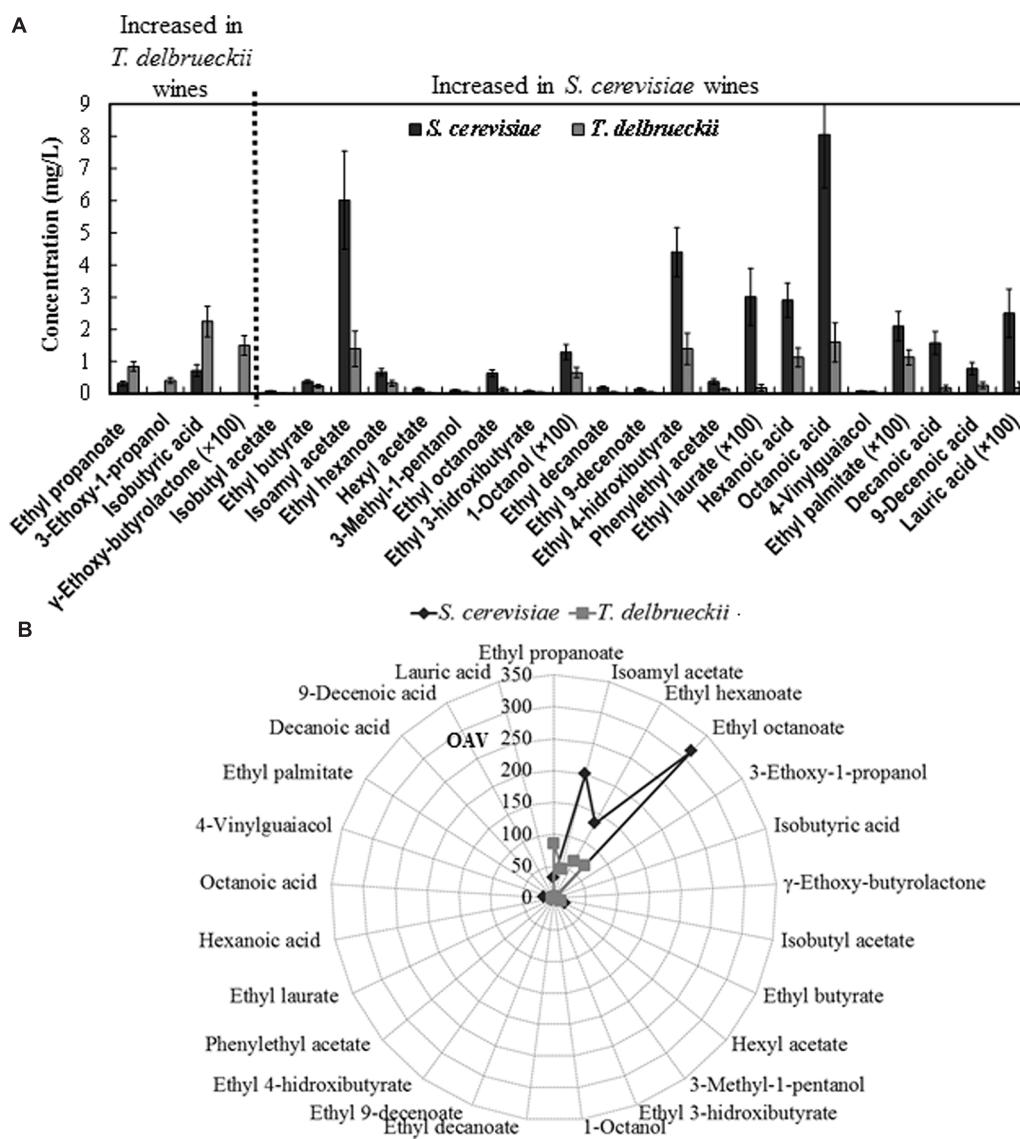 A
Increased in
T. delbrueckii
wines
Increased in S. cerevisiae wines
S. cerevisiae
T. delbrueckii
Concentration (mg/L)
9
8
7
6
5
4
3
2
1
0
Ethyl propanoate
3-Ethoxy-1-propanol
Isobutyric acid
γ-Ethoxy-butyrolactone (×100)
Isobutyl acetate
Ethyl butyrate
Isoamyl acetate
Ethyl hexanoate
Hexyl acetate
3-Methyl-1-pentanol
Ethyl octanoate
Ethyl 3-hidroxibutyrate
1-Octanol (×100)
Ethyl decanoate
Ethyl 9-decenoate
Ethyl 4-hidroxibutyrate
Phenylethyl acetate
Ethyl laurate (×100)
Hexanoic acid
Octanoic acid
4-Vinylguaiacol
Ethyl palmitate (×100)
Decanoic acid
9-Decenoic acid
Lauric acid (×100)
B
S. cerevisiae
T. delbrueckii
OAV
350
300
250
200
150
100
50
0
Ethyl propanoate
Isoamyl acetate
Ethyl hexanoate
Ethyl octanoate
3-Ethoxy-1-propanol
Isobutyric acid
γ-Ethoxy-butyrolactone
Isobutyl acetate
Ethyl butyrate
Hexyl acetate
3-Methyl-1-pentanol
Ethyl 3-hidroxibutyrate
1-Octanol
Ethyl decanoate
Ethyl 9-decenoate
Ethyl 4-hidroxibutyrate
Phenylethyl acetate
Ethyl laurate
Hexanoic acid
Octanoic acid
4-Vinylguaiacol
Ethyl palmitate
Decanoic acid
9-Decenoic acid
Lauric acid